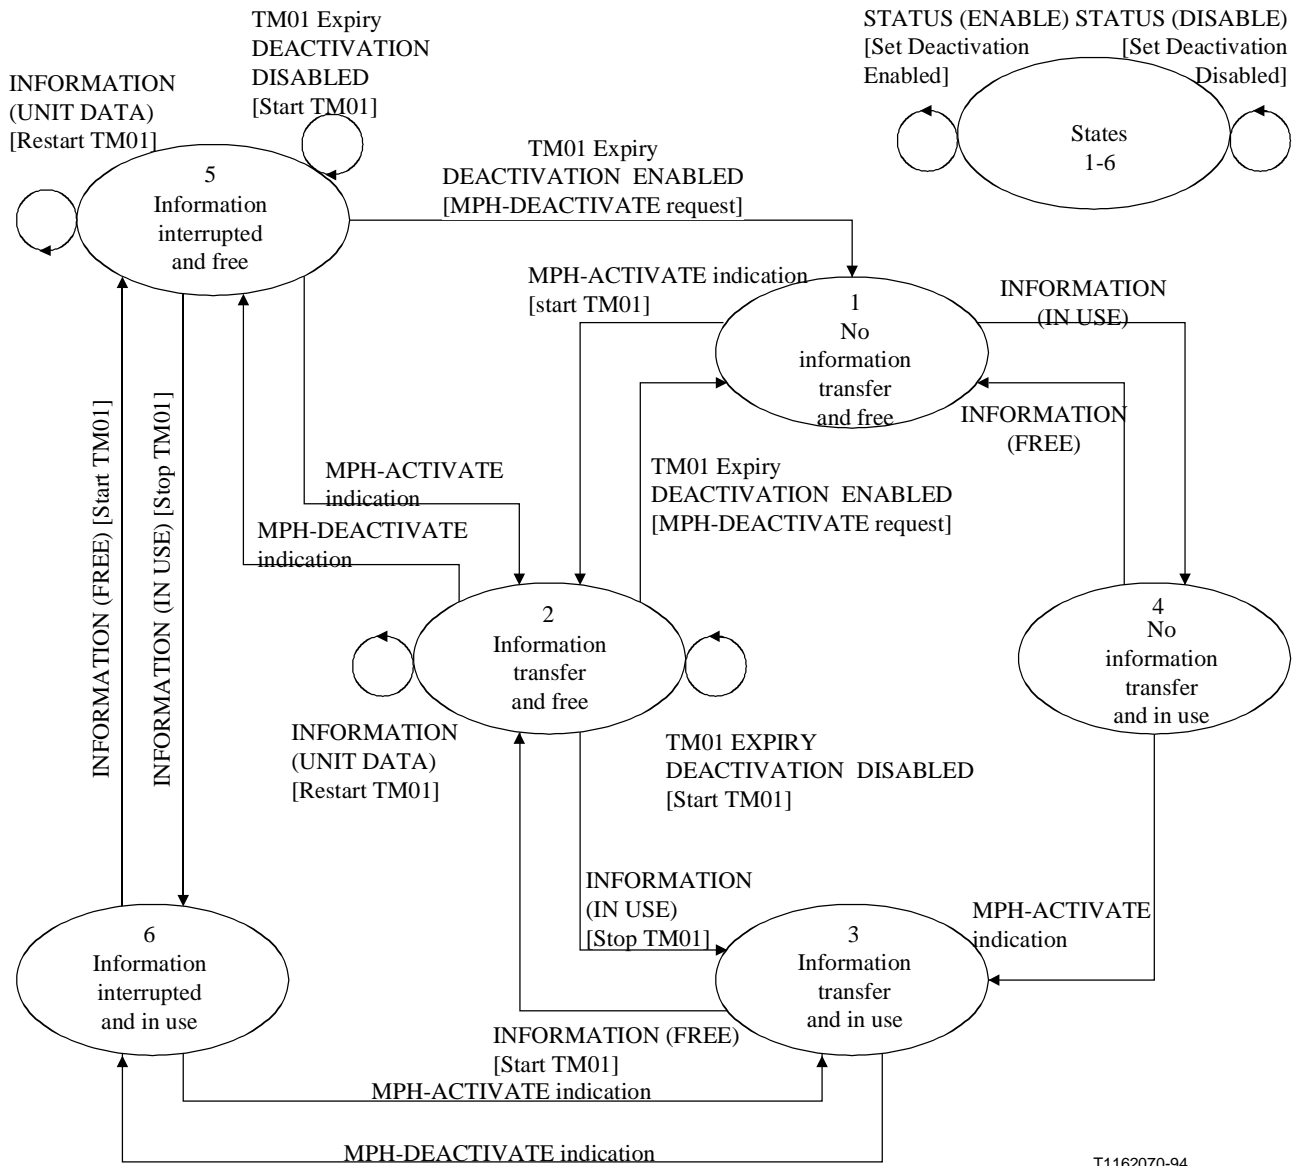 TM01 Expiry
DEACTIVATION
DISABLED
[Start TM01]
STATUS (ENABLE) STATUS (DISABLE)
[Set Deactivation
Enabled]
[Set Deactivation
Disabled]
INFORMATION
(UNIT DATA)
[Restart TM01]
5
Information
interrupted
and free
TM01 Expiry
DEACTIVATION ENABLED
[MPH-DEACTIVATE request]
States
1-6
MPH-ACTIVATE indication
[start TM01]
1
No
information
transfer
and free
INFORMATION
(IN USE)
INFORMATION
(FREE)
INFORMATION (FREE) [Start TM01]
INFORMATION (IN USE) [Stop TM01]
MPH-ACTIVATE
indication
MPH-DEACTIVATE
indication
TM01 Expiry
DEACTIVATION ENABLED
[MPH-DEACTIVATE request]
2
Information
transfer
and free
4
No
information
transfer
and in use
INFORMATION
(UNIT DATA)
[Restart TM01]
TM01 EXPIRY
DEACTIVATION DISABLED
[Start TM01]
INFORMATION
(IN USE)
[Stop TM01]
MPH-ACTIVATE
indication
6
Information
interrupted
and in use
3
Information
transfer
and in use
INFORMATION (FREE)
[Start TM01]
MPH-ACTIVATE indication
MPH-DEACTIVATE indication
T1162070-94